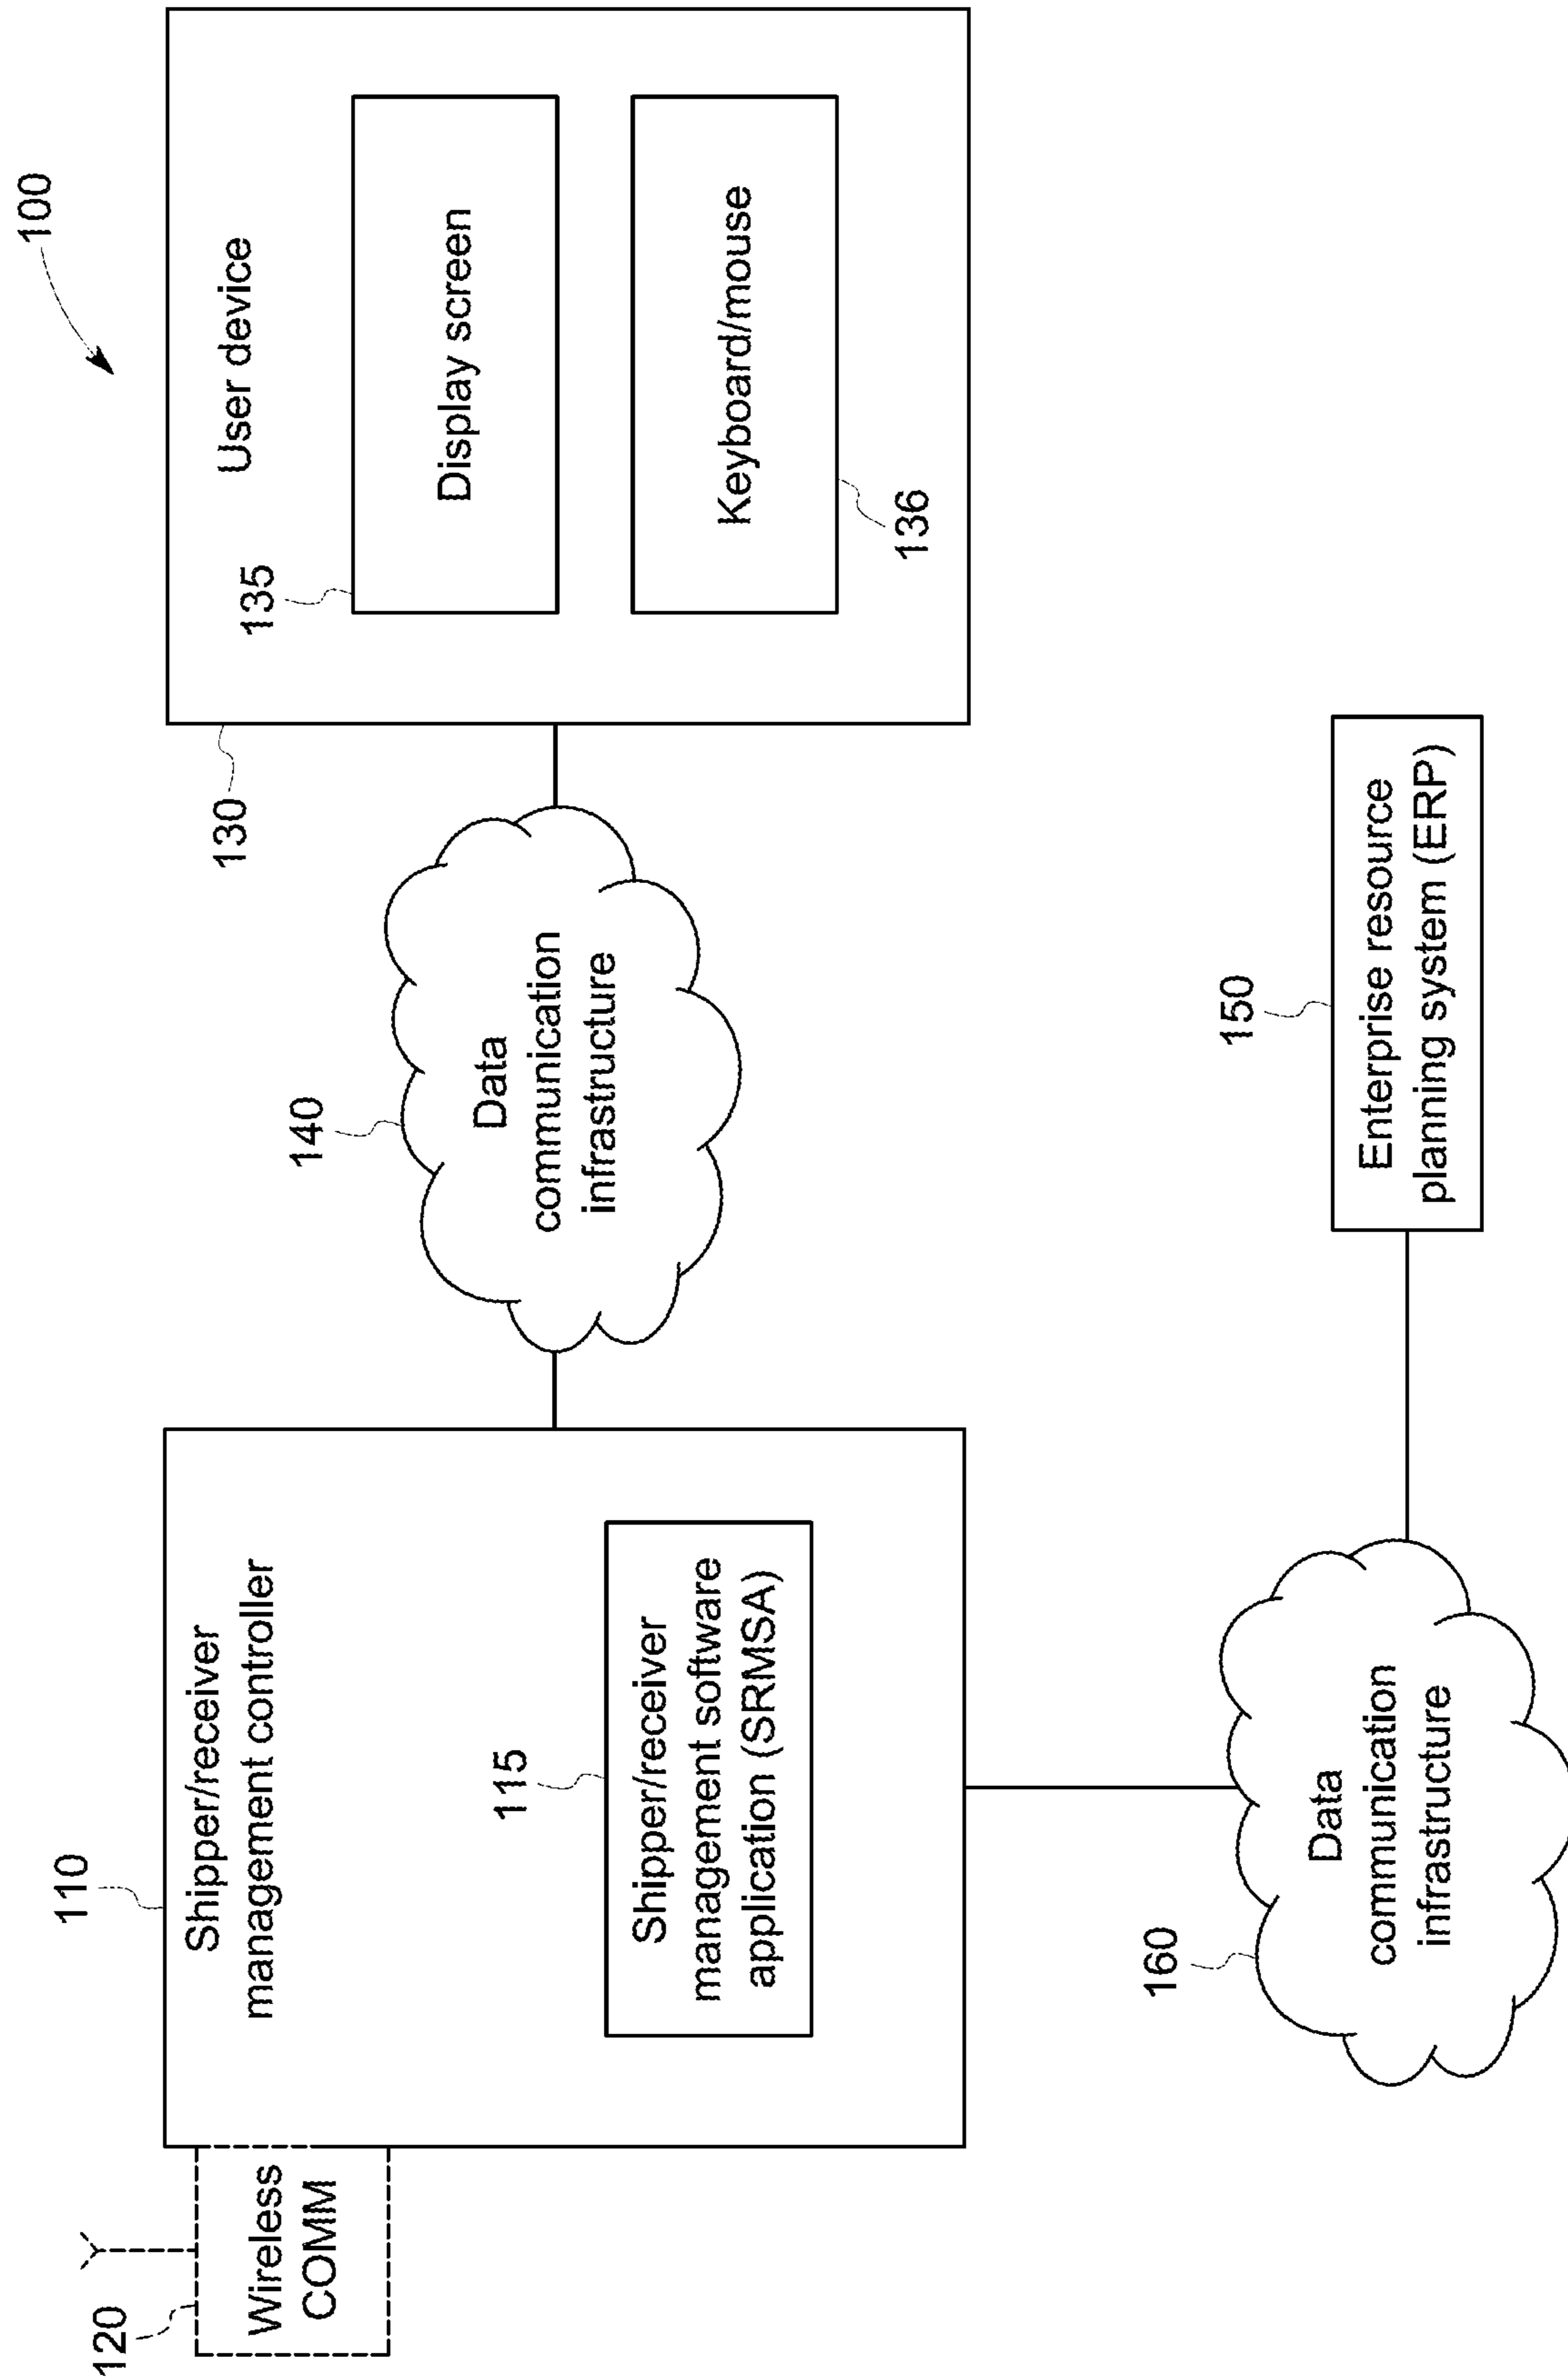 100
110
Shipper/receiver
management controller
115
Shipper/receiver
management software
application (SRMSA)
120
Wireless
COMM
140
Data
communication
infrastructure
130
User device
135
Display screen
Keyboard/mouse
136
160
Data
communication
infrastructure
150
Enterprise resource
planning system (ERP)